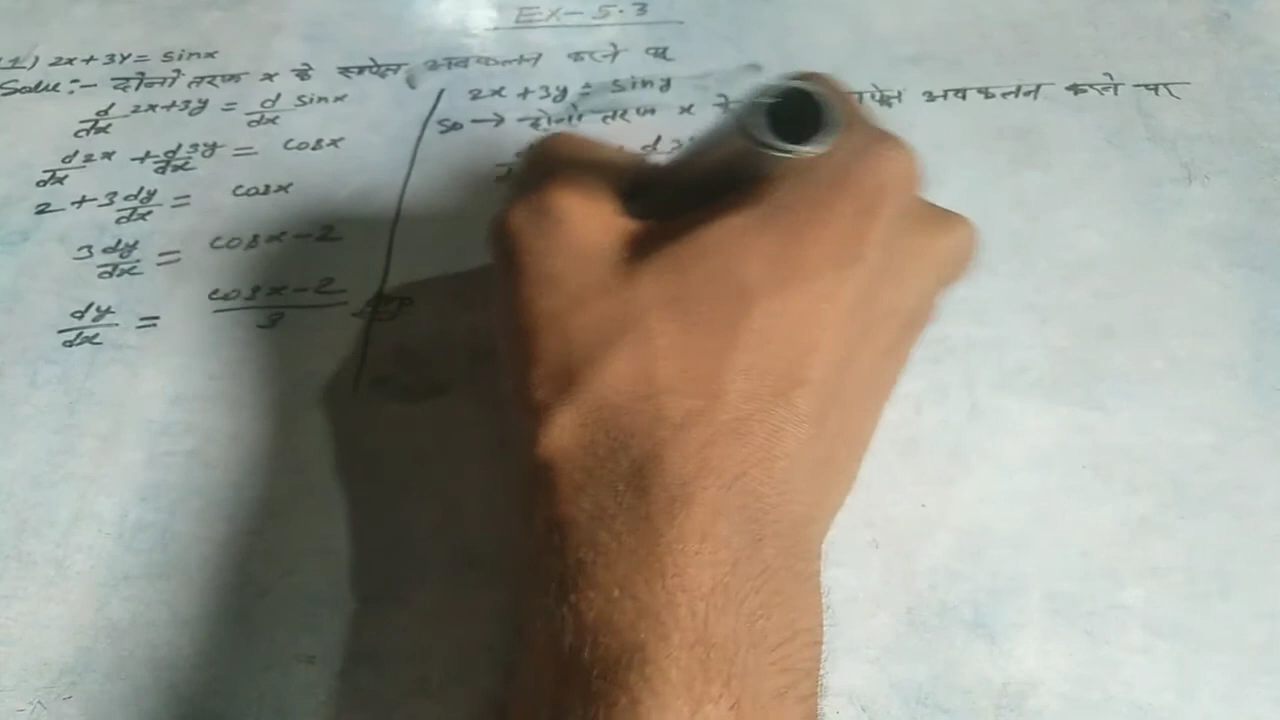 EX-5.3
1) 2x+3y = sinx
Solu:- दोनों तरफ x के सापेक्ष अवकलन करने पर
d/dx 2x+3y = d/dx sinx
d2x/dx + d3y/dx = cosx
2+3 dy/dx = cosx
3 dy/dx = cosx-2
dy/dx = cosx-2/3
2x+3y = siny
so → दोनों तरफ x अवकलन करने पर